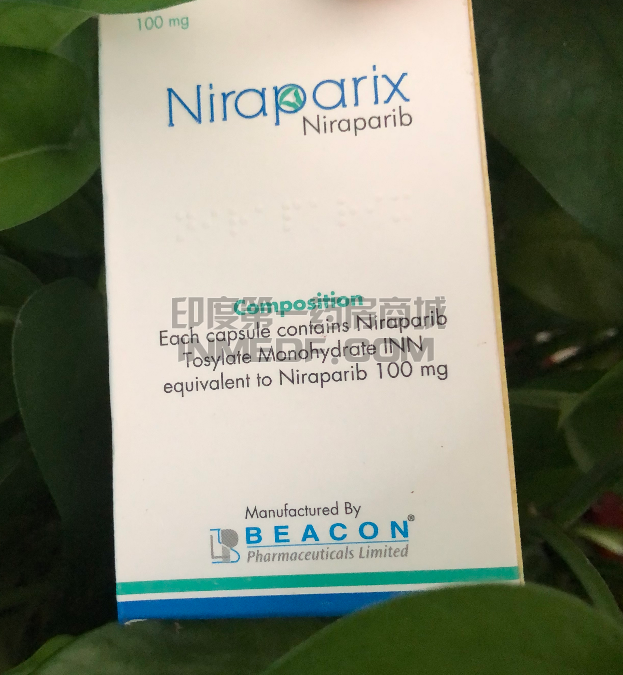 100 mg
Niraparix
Niraparib
Composition
印度第一药房商城
Each capsule contains Niraparib
Tosylate Monohydrate INN
INMEDF.COM
equivalent to Niraparib 100 mg
Manufactured By
BEACON®
Pharmaceuticals Limited